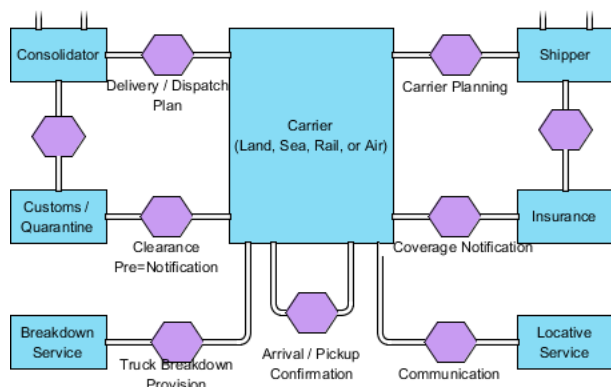 Consolidator
Delivery / Dispatch
Plan
Carrier
(Land, Sea, Rail, or Air)
Carrier Planning
Shipper
Customs /
Quarantine
Clearance
Pre=Notification
Coverage Notification
Insurance
Breakdown
Service
Truck Breakdown
Provision
Arrival / Pickup
Confirmation
Communication
Locative
Service